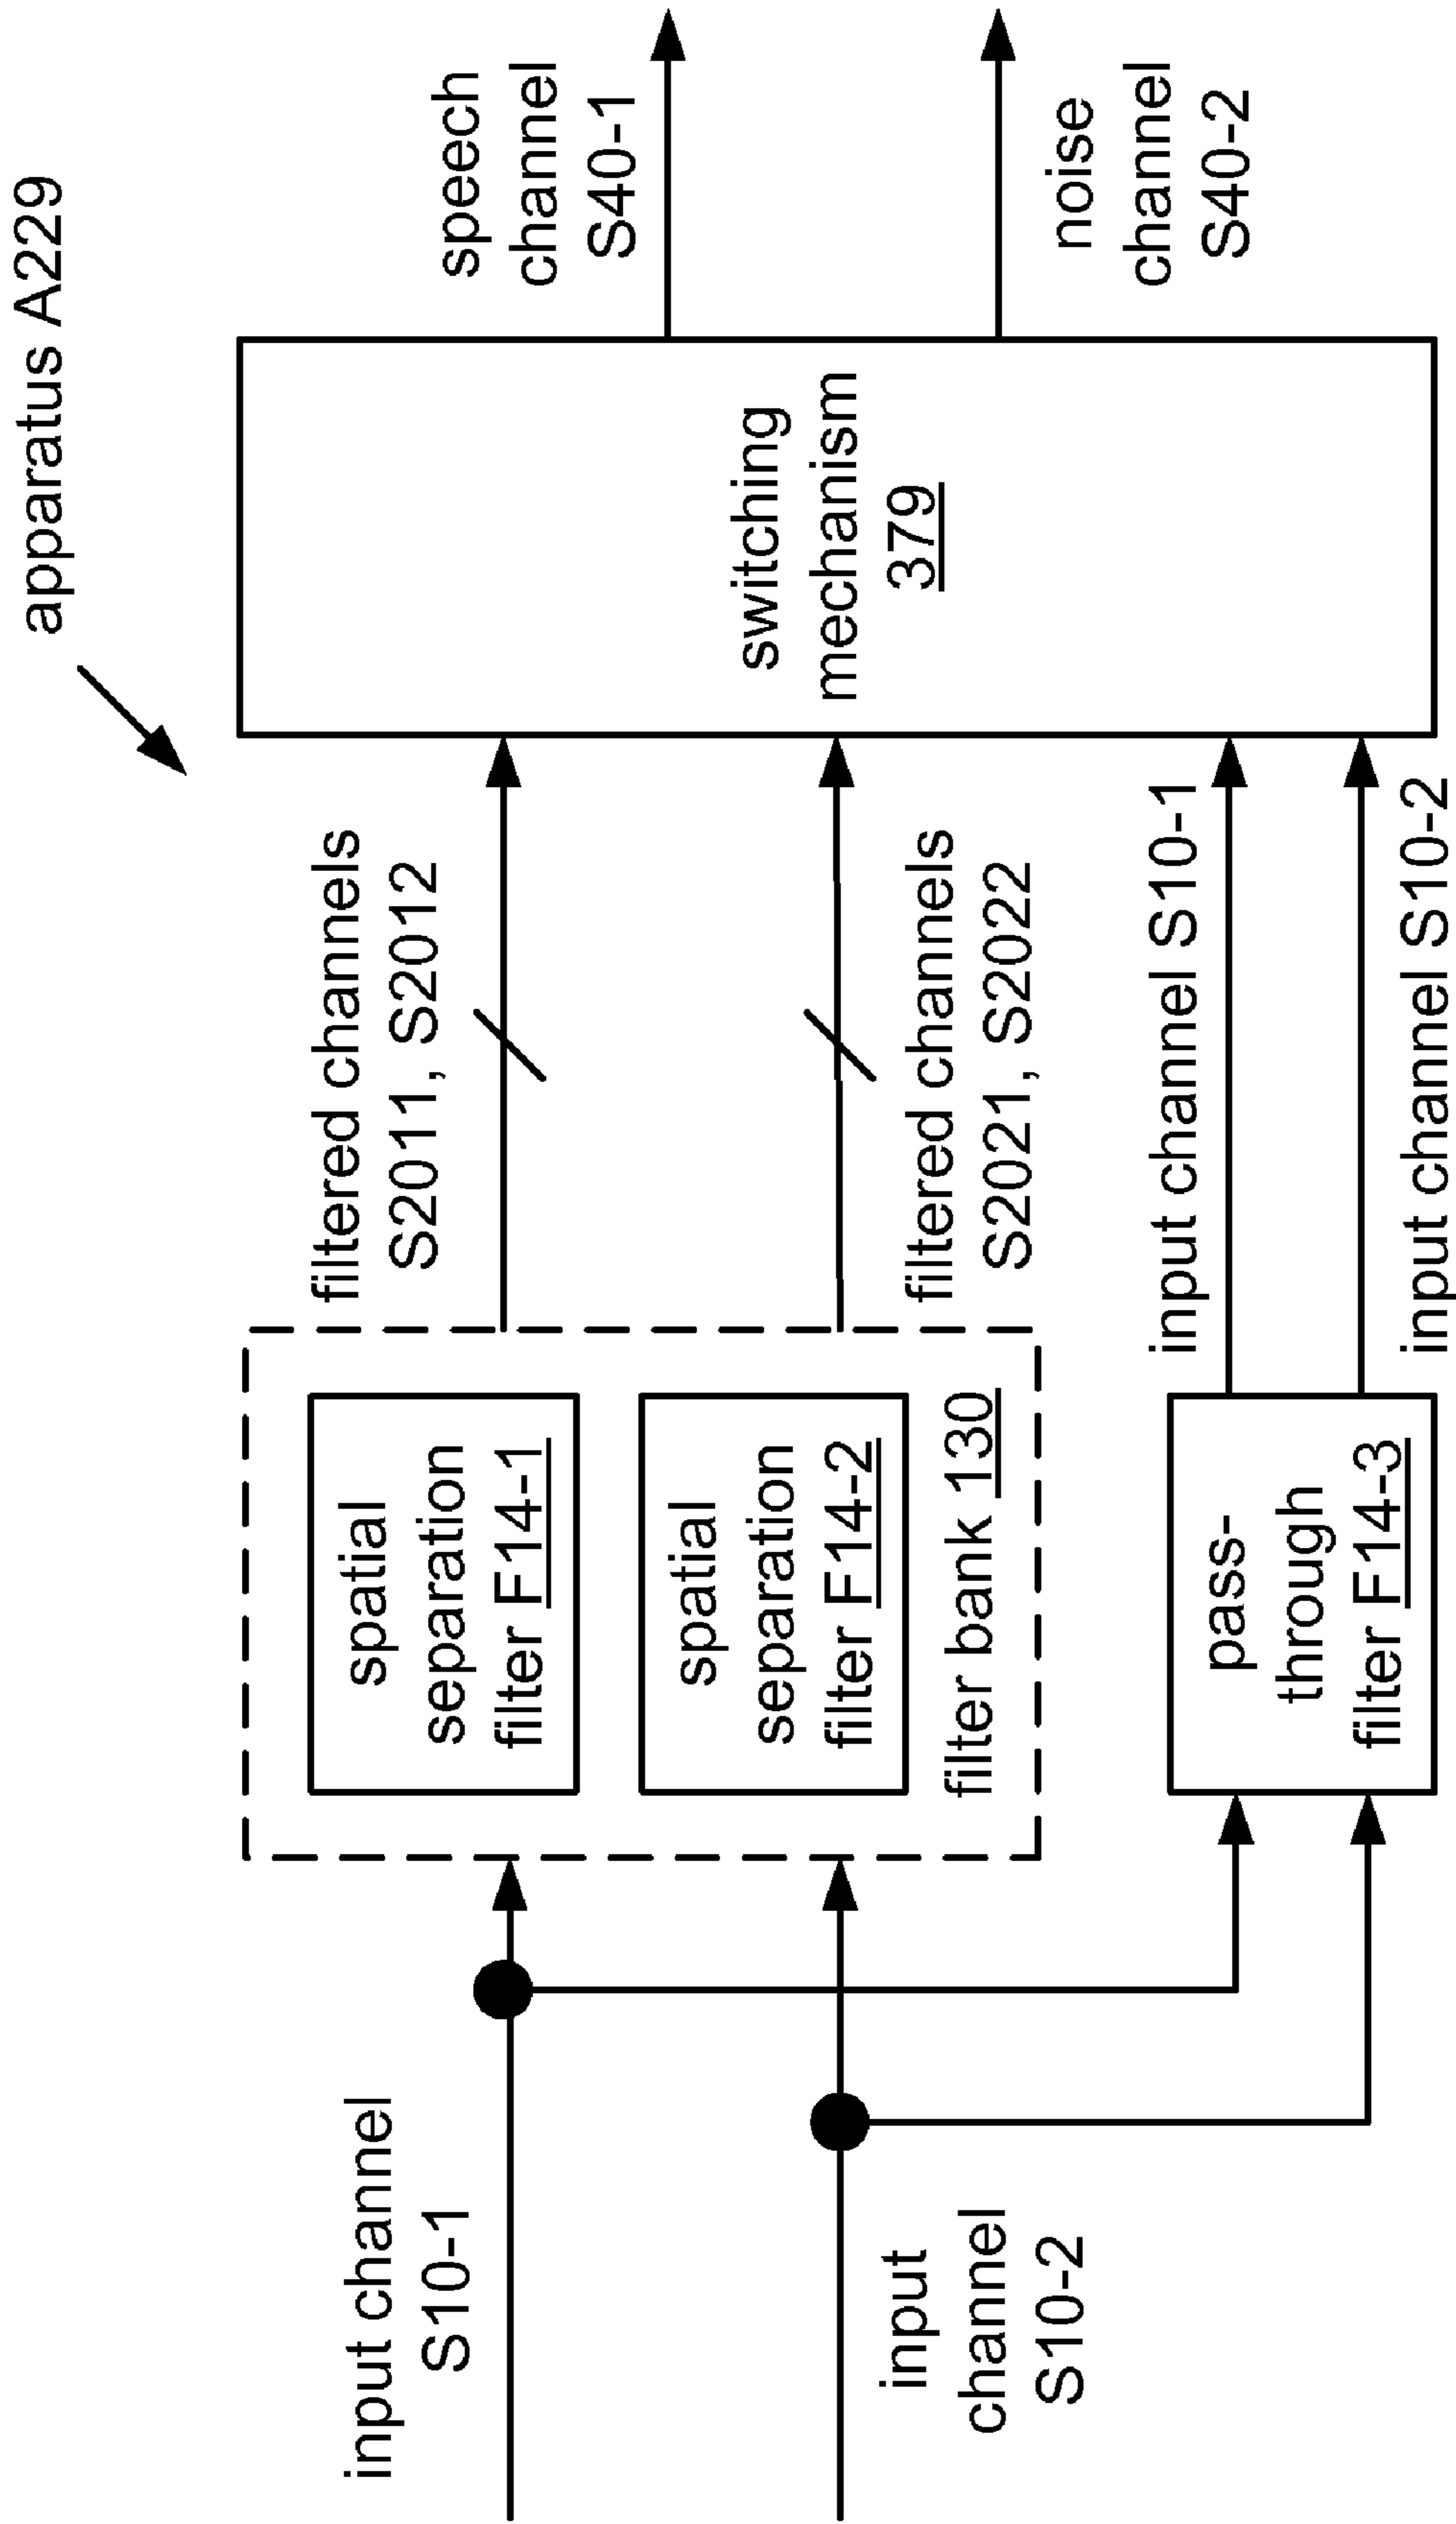 apparatus A229
input channel
S10-1
input
channel
S10-2
spatial
separation
filter F14-1
spatial
separation
filter F14-2
filter bank 130
pass-
through
filter F14-3
filtered channels
S2011, S2012
filtered channels
S2021, S2022
input channel S10-1
input channel S10-2
switching
mechanism
379
speech
channel
S40-1
noise
channel
S40-2